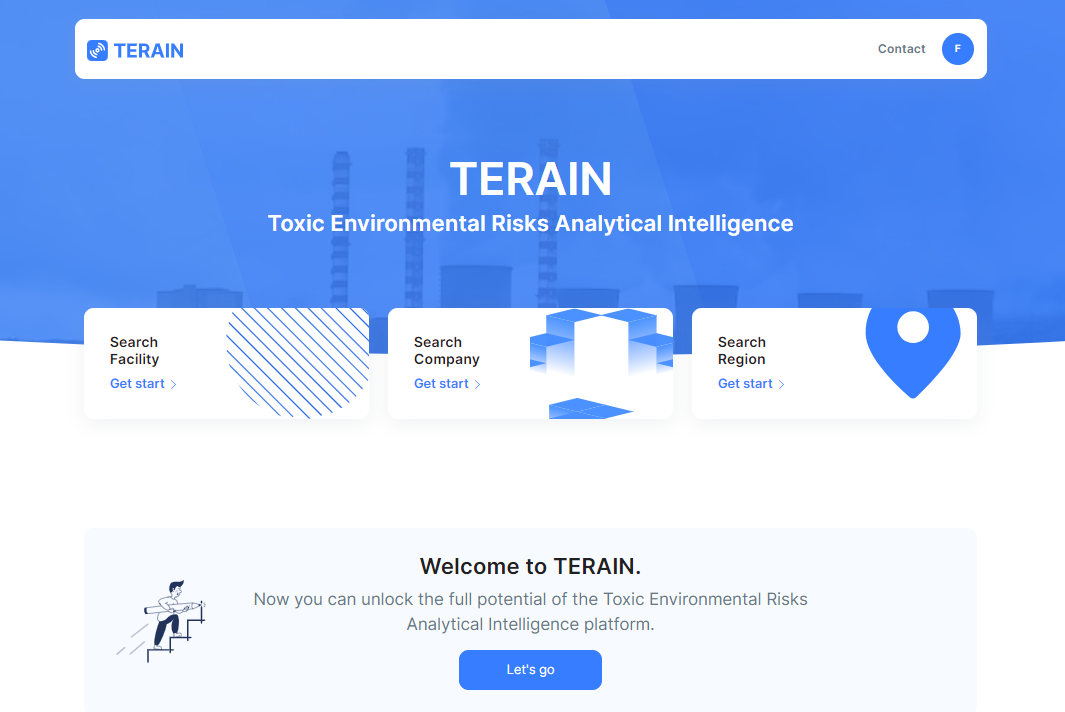 TERAIN
Contact
F
TERAIN
Toxic Environmental Risks Analytical Intelligence
Search
Facility
Get start
Search
Company
Get start
Search
Region
Get start
Welcome to TERAIN.
Now you can unlock the full potential of the Toxic Environmental Risks
Analytical Intelligence platform.
Let's go